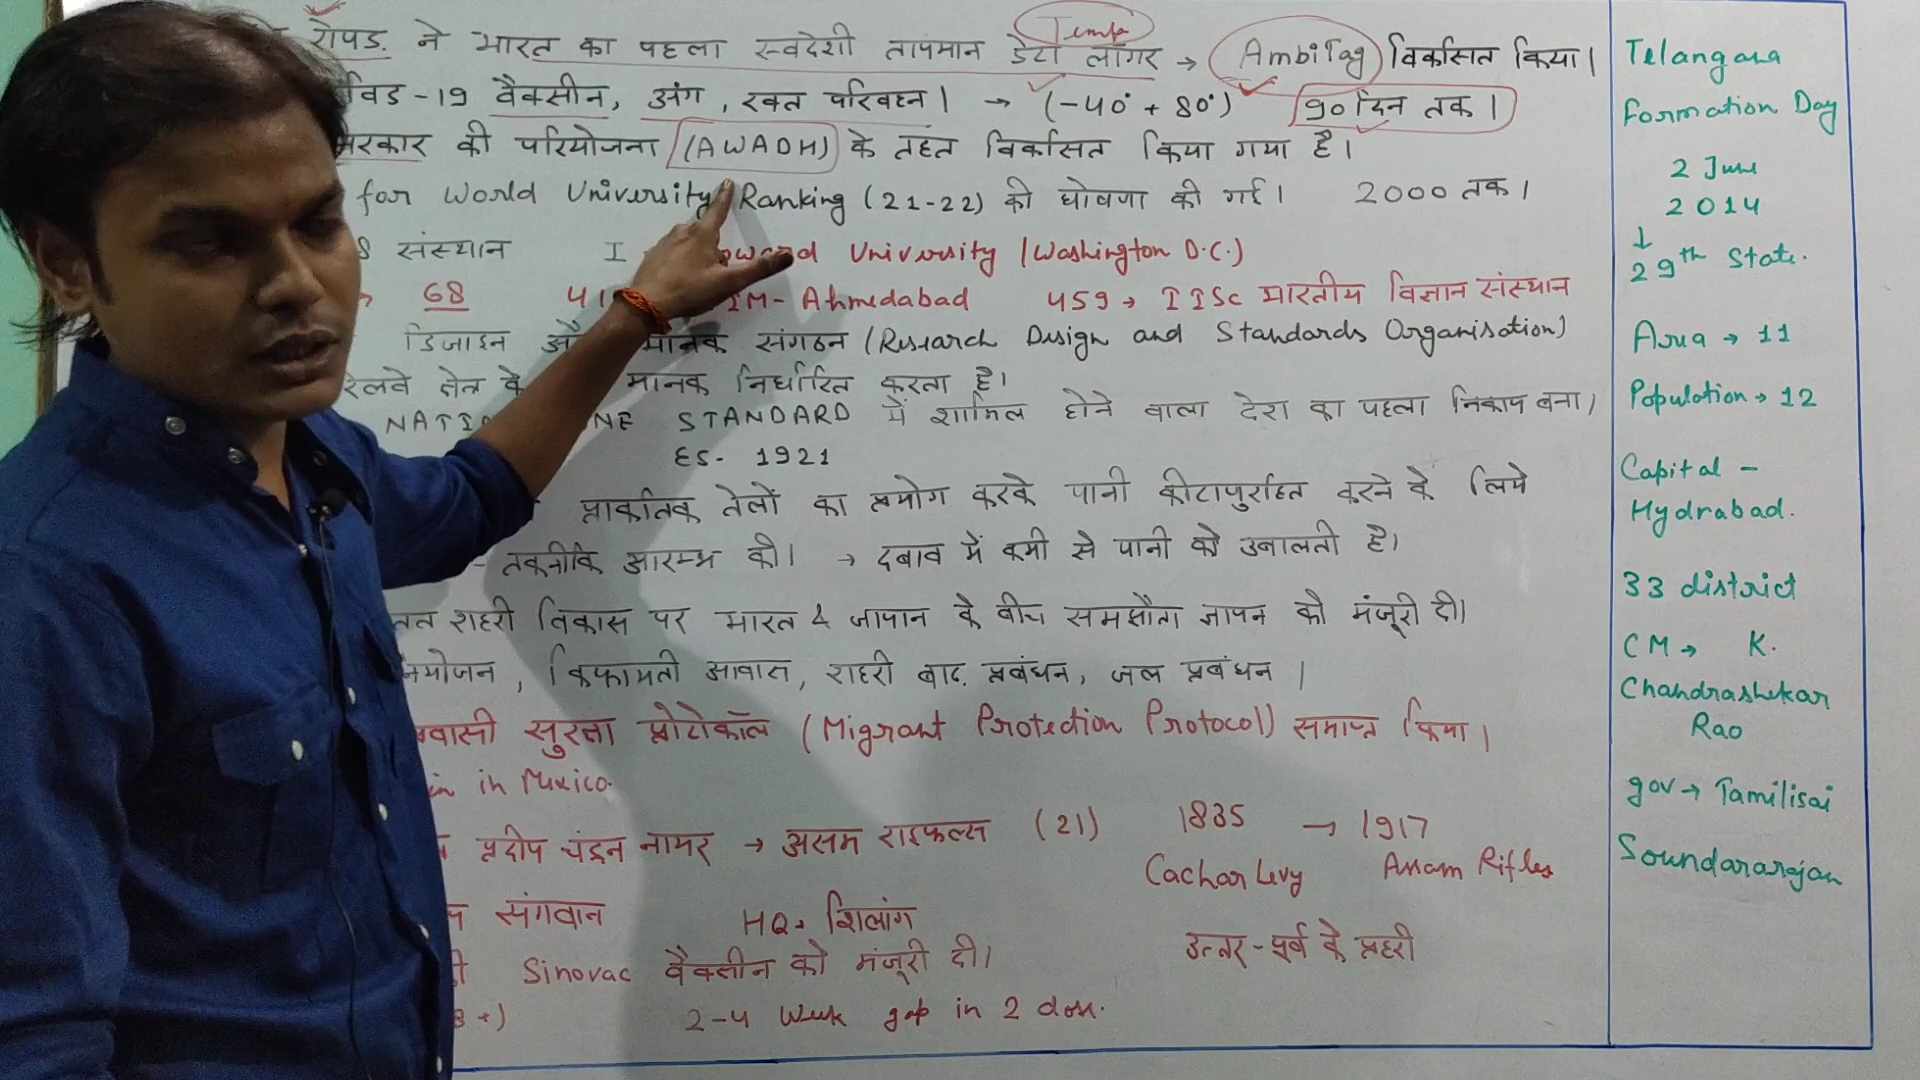 रोपड़ ने भारत का पहला स्वदेशी तापमान डेटा लॉगर → AmbiTag विकसित किया।
Temp
विड-19 वैक्सीन, अंग, रक्त परिवहन। → (-40° + 80°) 90 दिन तक।
सरकार की परियोजना (AWADH) के तहत विकसित किया गया है।
for World University Ranking (21-22) की घोषणा की गई। 2000 तक।
8 संस्थान I University (Washington D.C.)
→ 68 41 IIM-Ahmedabad 459 → IISc भारतीय विज्ञान संस्थान
डिजाइन मानक संगठन (Research Design and Standards Organisation)
रेलवे क्षेत्र के मानक निर्धारित करता है।
NATI NE STANDARD में शामिल होने वाला देश का पहला निकाय बना।
ES- 1921
प्राकृतिक तेलों का प्रयोग करके पानी कीटाणुरहित करने के लिये
- तकनीकि आरम्भ की। → दबाव में कमी से पानी को उबालती है।
शहरी विकास पर भारत & जापान के बीच समझौता ज्ञापन को मंजूरी दी।
नियोजन, किफायती आवास, शहरी बाढ़ प्रबंधन, जल प्रबंधन।
प्रवासी सुरक्षा प्रोटोकॉल (Migrant Protection Protocol) समाप्त किया।
in in Mexico.
प्रदीप चंद्रन नायर → असम राइफल्स (21) 1835 → 1917
Cachar Levy Assam Rifles
संगवान HQ → शिलांग
उत्तर-पूर्व के प्रहरी
Sinovac वैक्सीन को मंजूरी दी।
3+) 2-4 Week gap in 2 dose.
Telangana
Formation Day
2 June
2014
↓
29th State.
Area → 11
Population → 12
Capital -
Hydrabad.
33 district
CM → K.
Chandrashekar
Rao
gov → Tamilisai
Soundararajan